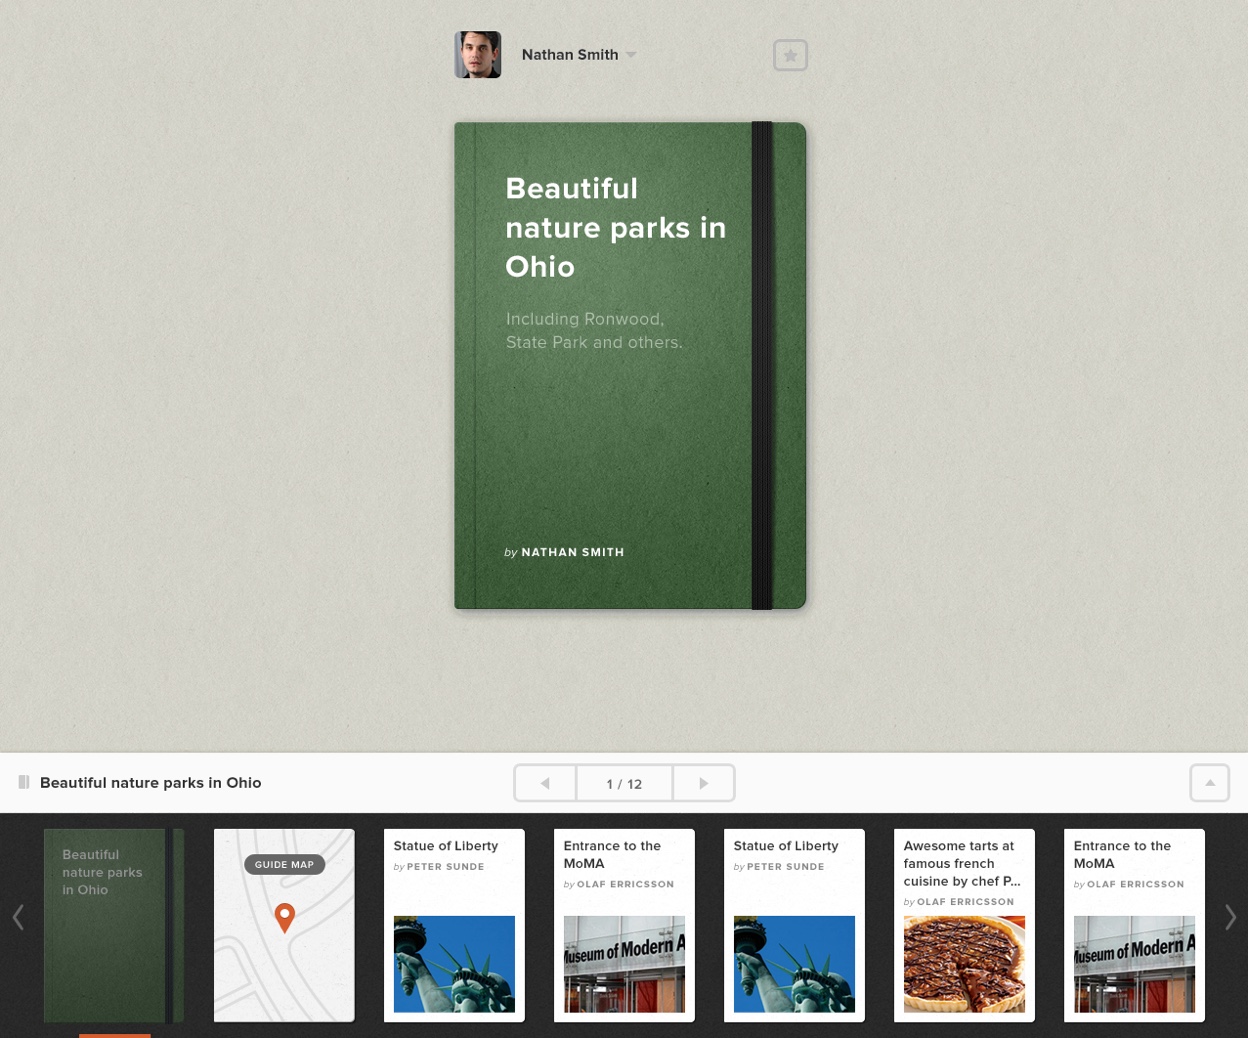 Nathan Smith
Beautiful
nature parks in
Ohio
Including Ronwood,
State Park and others.
by NATHAN SMITH
Beautiful nature parks in Ohio
1 / 12
Beautiful
nature parks
in Ohio
GUIDE MAP
Statue of Liberty
by PETER SUNDE
Entrance to the
MoMA
by OLAF ERRICSSON
Museum of Modern A
Statue of Liberty
by PETER SUNDE
Awesome tarts at
famous french
cuisine by chef P...
by OLAF ERRICSSON
Entrance to the
MoMA
by OLAF ERRICSSON
Museum of Modern A